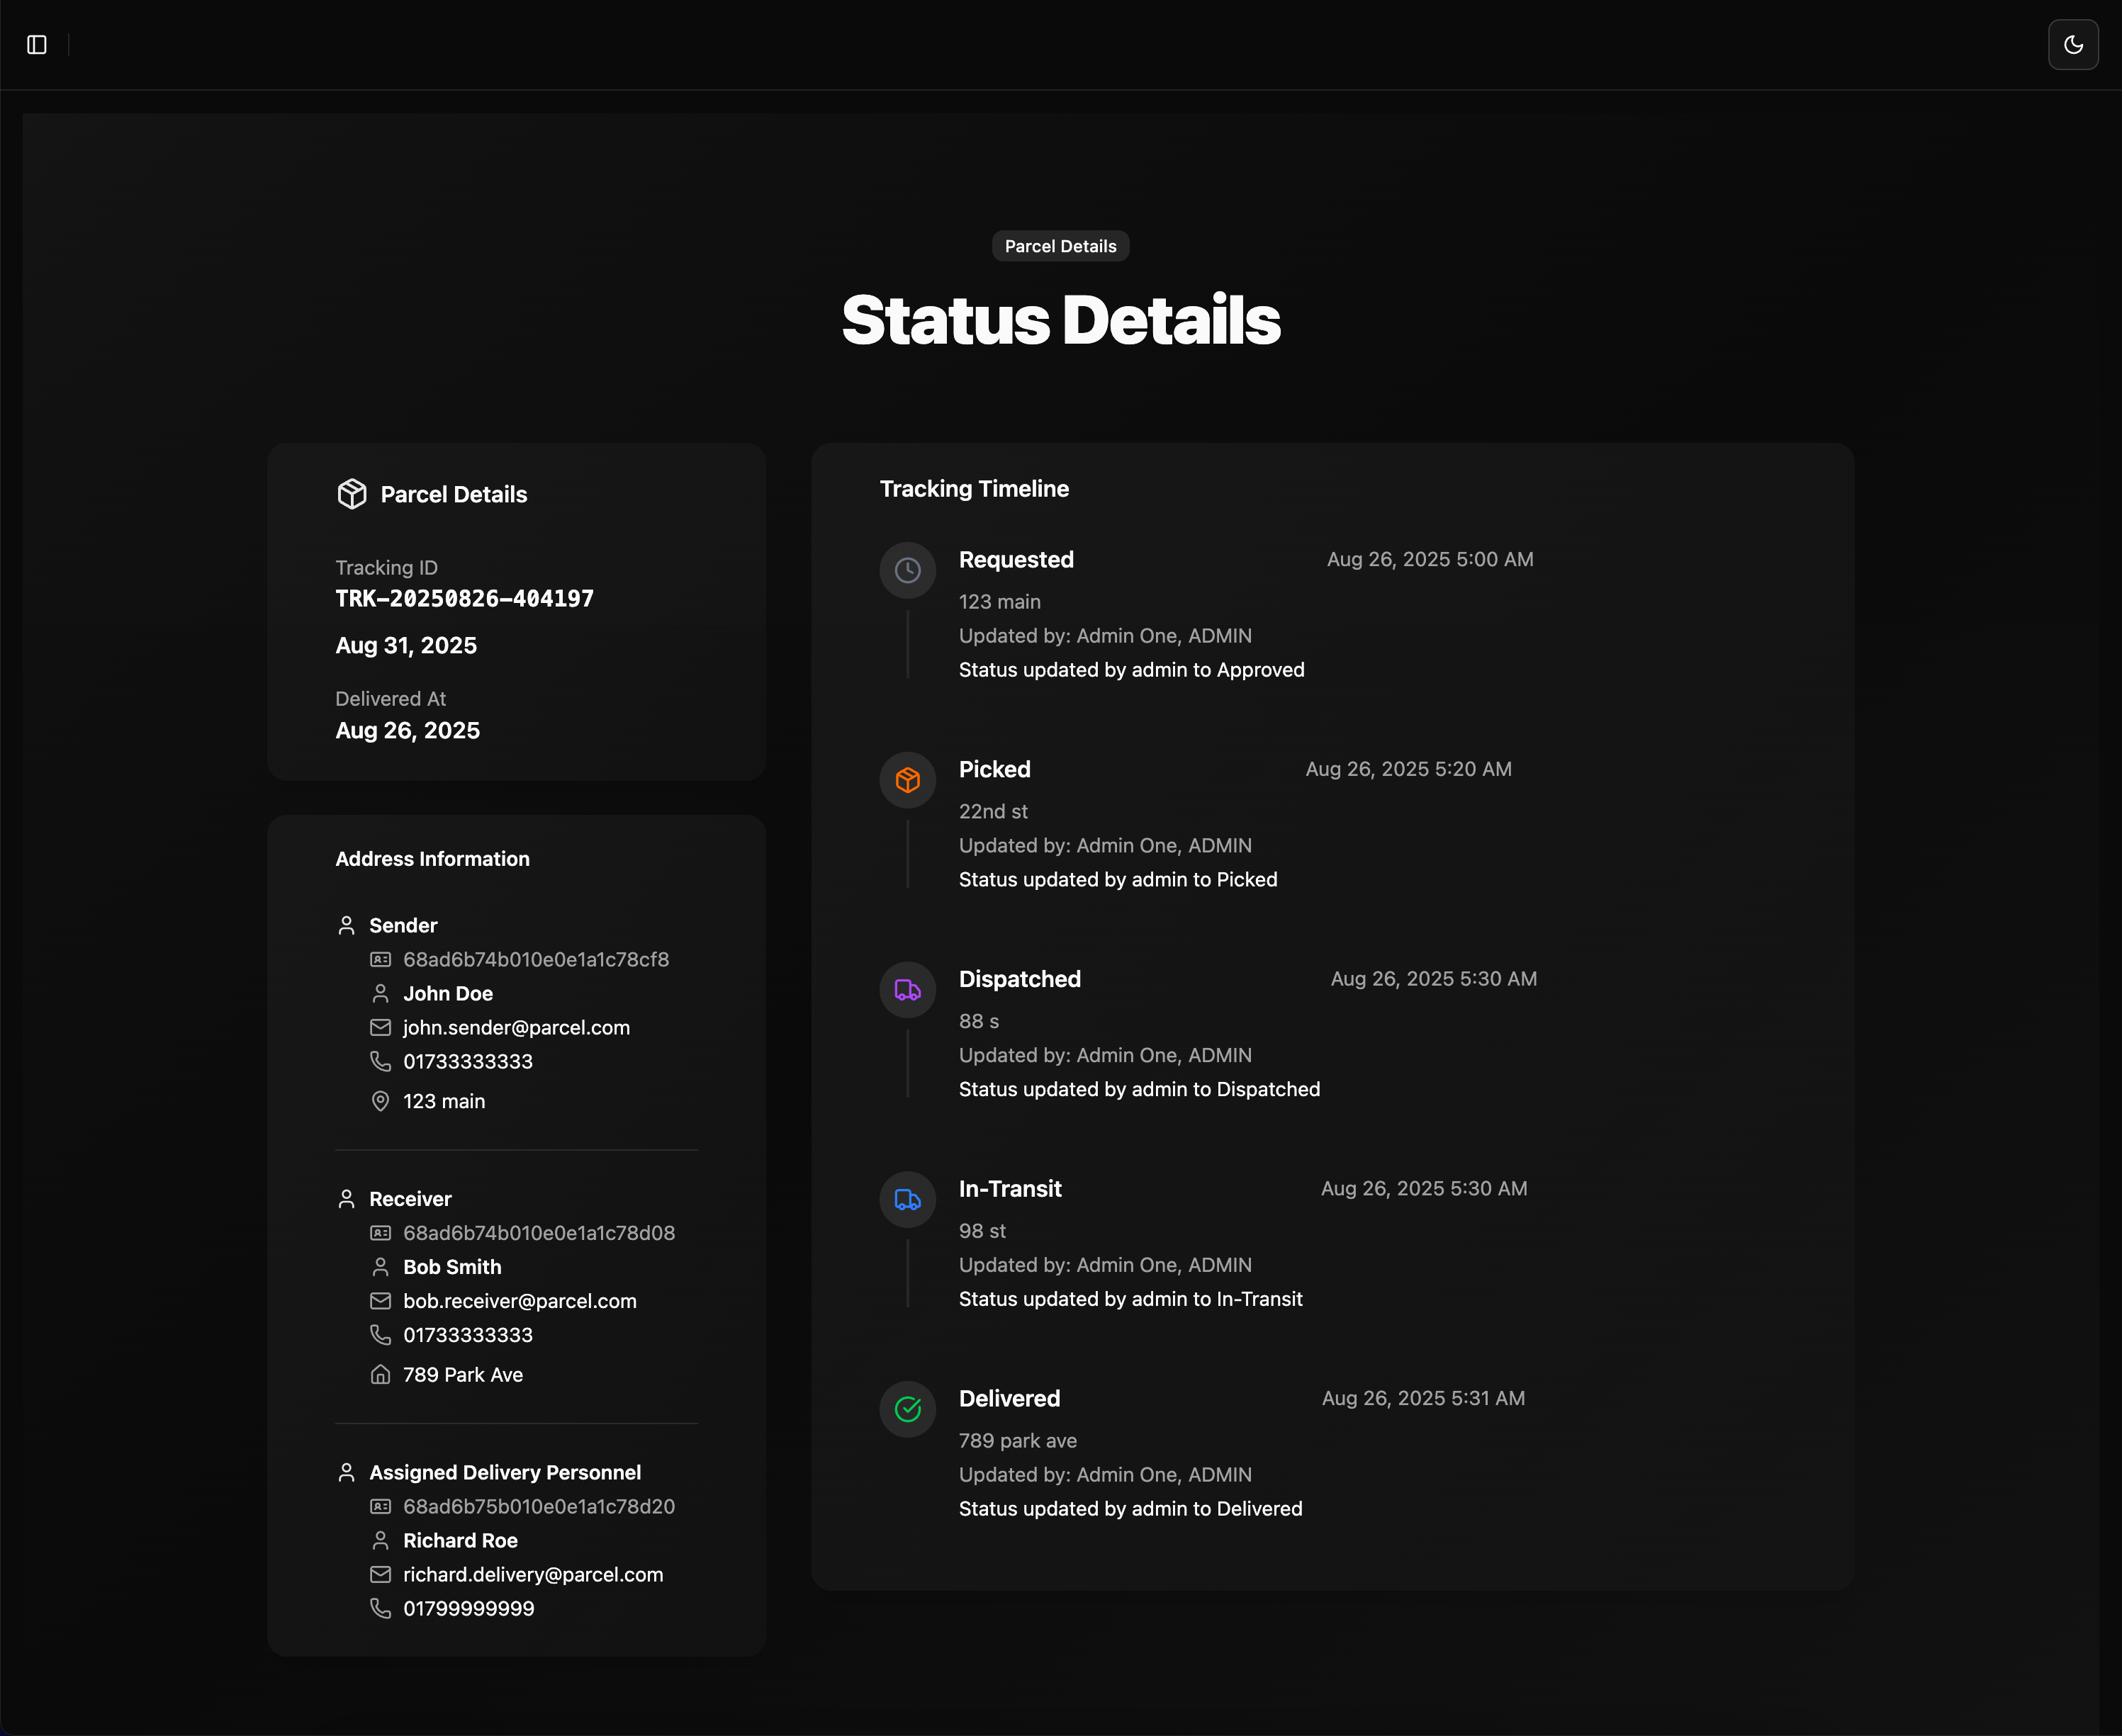 Parcel Details
Status Details
Parcel Details
Tracking ID
TRK-20250826-404197
Aug 31, 2025
Delivered At
Aug 26, 2025
Address Information
Sender
68ad6b74b010e0e1a1c78cf8
John Doe
john.sender@parcel.com
01733333333
123 main
Receiver
68ad6b74b010e0e1a1c78d08
Bob Smith
bob.receiver@parcel.com
01733333333
789 Park Ave
Assigned Delivery Personnel
68ad6b75b010e0e1a1c78d20
Richard Roe
richard.delivery@parcel.com
01799999999
Tracking Timeline
Requested Aug 26, 2025 5:00 AM
123 main
Updated by: Admin One, ADMIN
Status updated by admin to Approved
Picked Aug 26, 2025 5:20 AM
22nd st
Updated by: Admin One, ADMIN
Status updated by admin to Picked
Dispatched Aug 26, 2025 5:30 AM
88 s
Updated by: Admin One, ADMIN
Status updated by admin to Dispatched
In-Transit Aug 26, 2025 5:30 AM
98 st
Updated by: Admin One, ADMIN
Status updated by admin to In-Transit
Delivered Aug 26, 2025 5:31 AM
789 park ave
Updated by: Admin One, ADMIN
Status updated by admin to Delivered